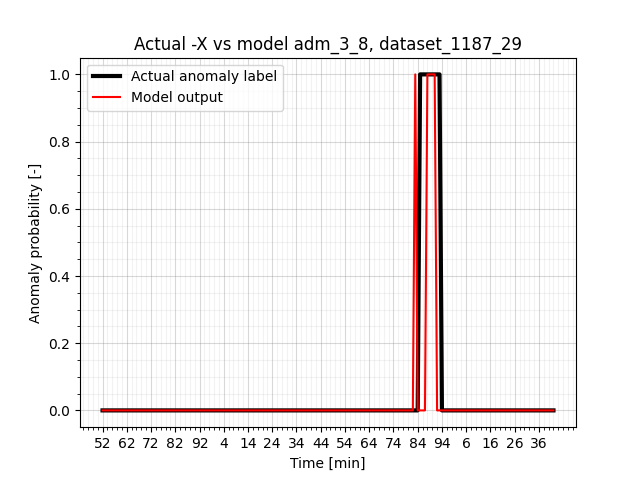 Actual -X vs model adm_3_8, dataset_1187_29
Actual anomaly label
Model output
1.0
0.8
0.6
0.4
0.2
0.0
Anomaly probability [-]
52 62 72 82 92 4 14 24 34 44 54 64 74 84 94 6 16 26 36
Time [min]